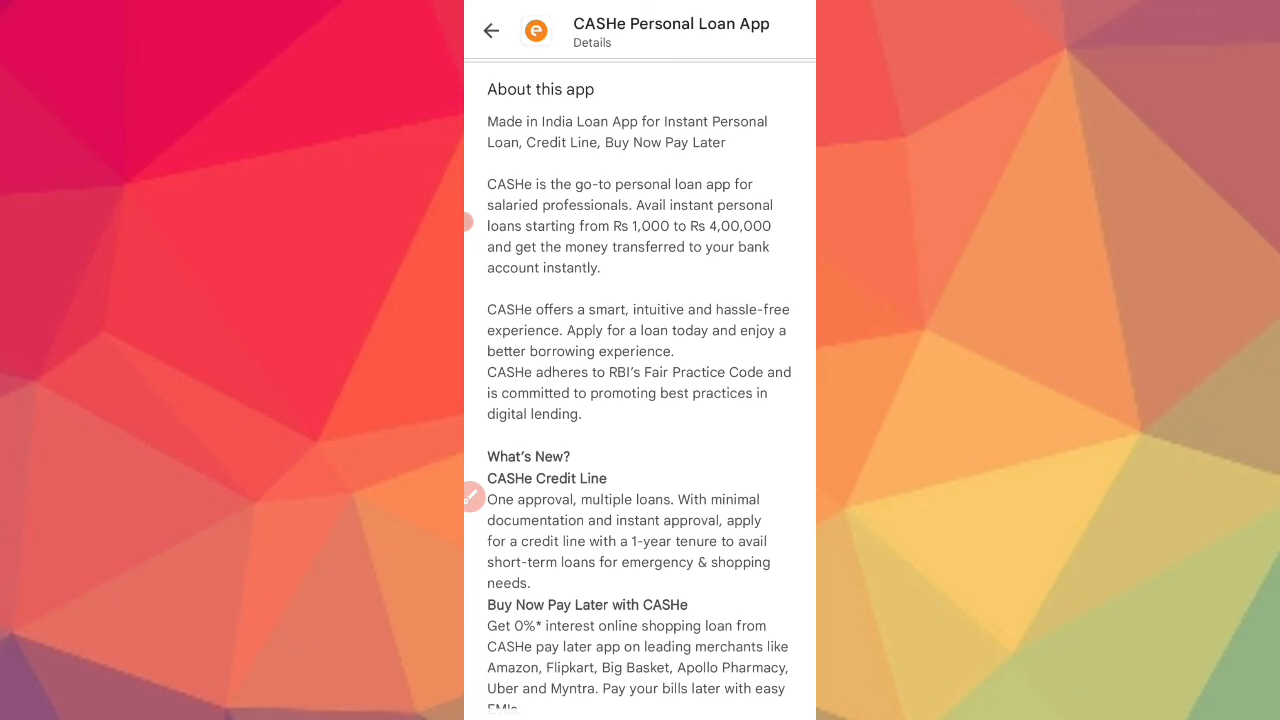 CASHe Personal Loan App
Details
About this app
Made in India Loan App for Instant Personal
Loan, Credit Line, Buy Now Pay Later
CASHe is the go-to personal loan app for
salaried professionals. Avail instant personal
loans starting from Rs 1,000 to Rs 4,00,000
and get the money transferred to your bank
account instantly.
CASHe offers a smart, intuitive and hassle-free
experience. Apply for a loan today and enjoy a
better borrowing experience.
CASHe adheres to RBI’s Fair Practice Code and
is committed to promoting best practices in
digital lending.
What’s New?
CASHe Credit Line
One approval, multiple loans. With minimal
documentation and instant approval, apply
for a credit line with a 1-year tenure to avail
short-term loans for emergency & shopping
needs.
Buy Now Pay Later with CASHe
Get 0%* interest online shopping loan from
CASHe pay later app on leading merchants like
Amazon, Flipkart, Big Basket, Apollo Pharmacy,
Uber and Myntra. Pay your bills later with easy